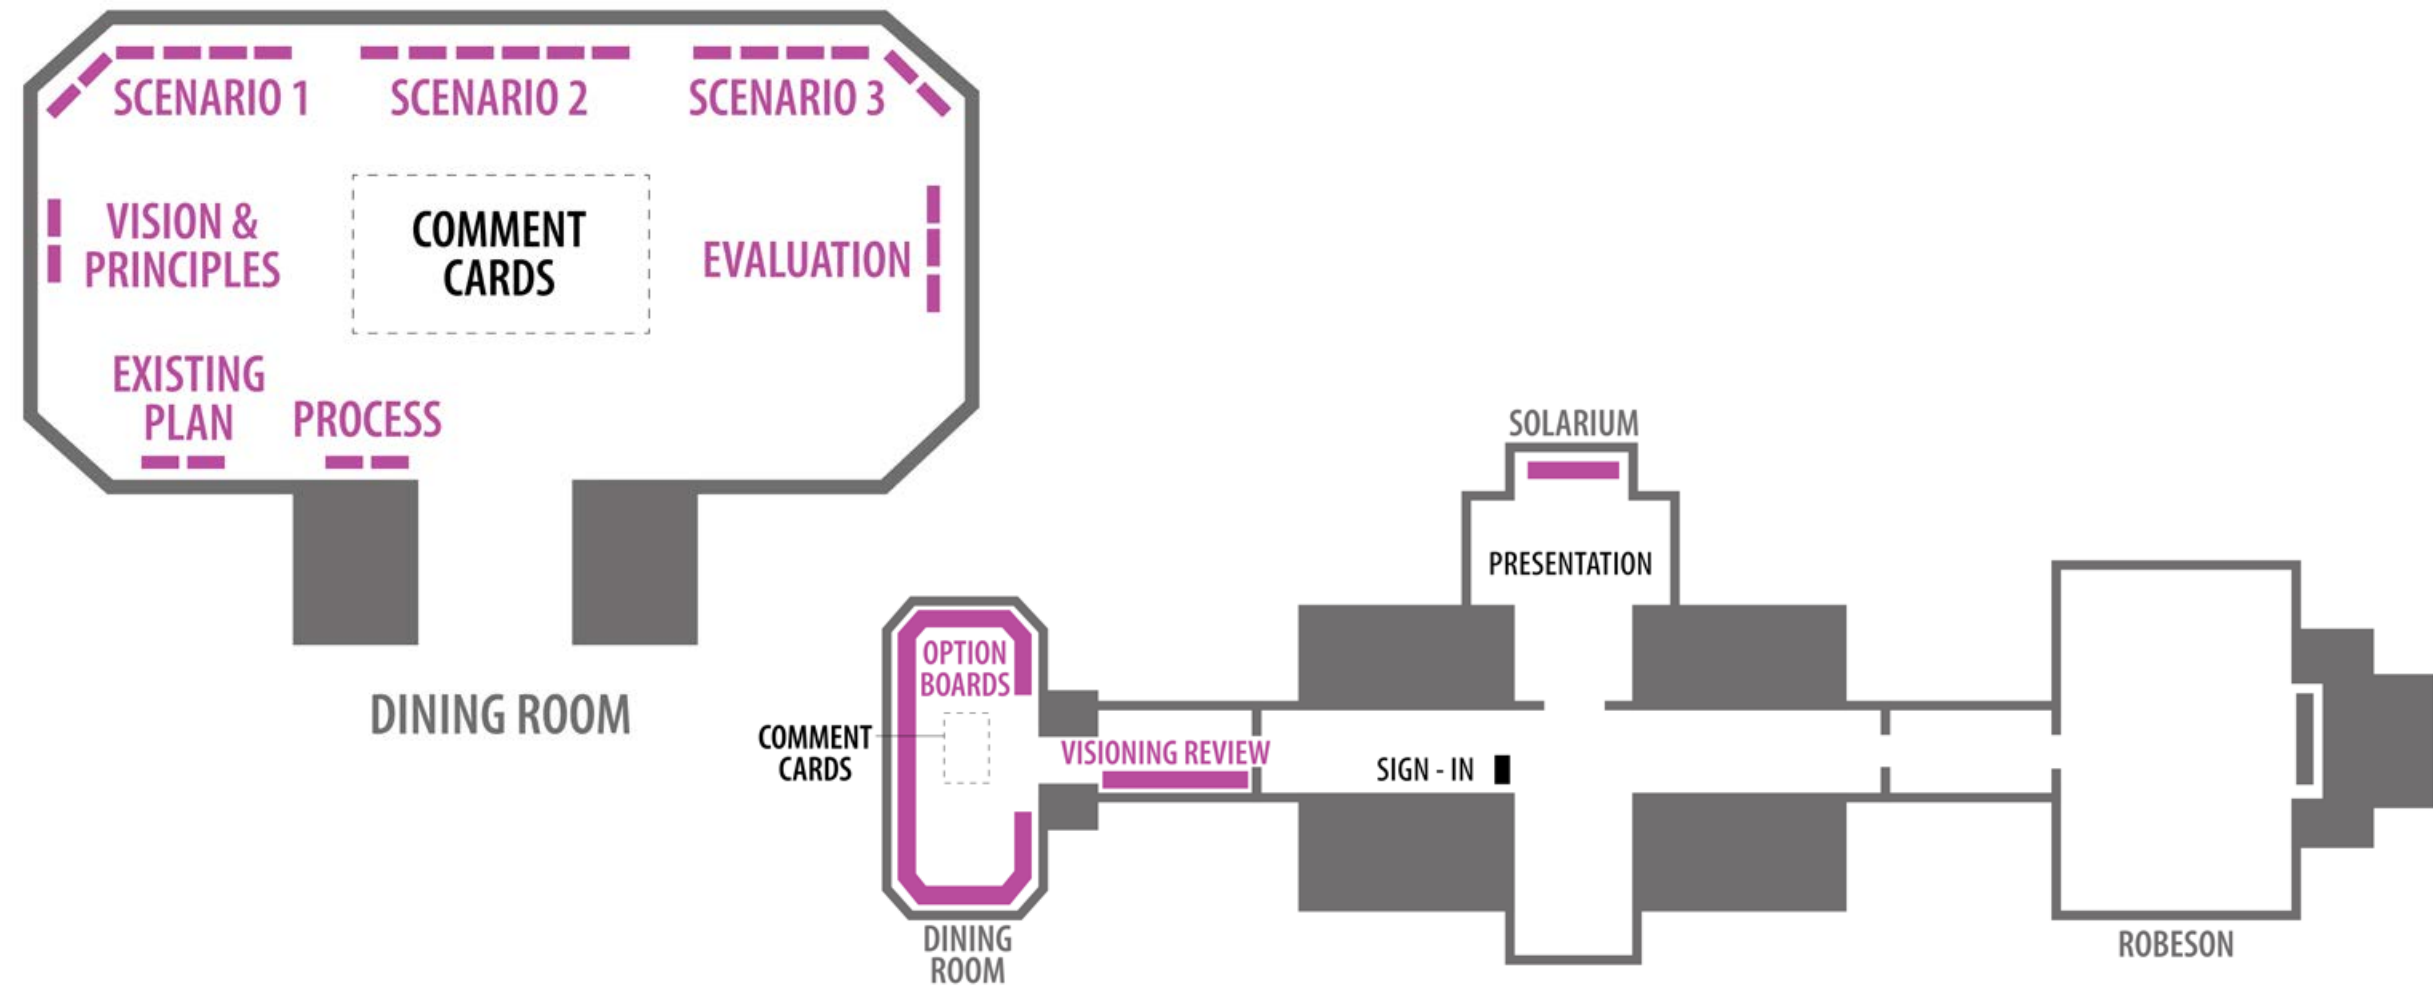 SCENARIO 1
SCENARIO 2
SCENARIO 3
VISION &
PRINCIPLES
COMMENT
CARDS
EVALUATION
EXISTING
PLAN
PROCESS
DINING ROOM
SOLARIUM
PRESENTATION
OPTION
BOARDS
COMMENT
CARDS
VISIONING REVIEW
SIGN - IN
DINING
ROOM
ROBESON